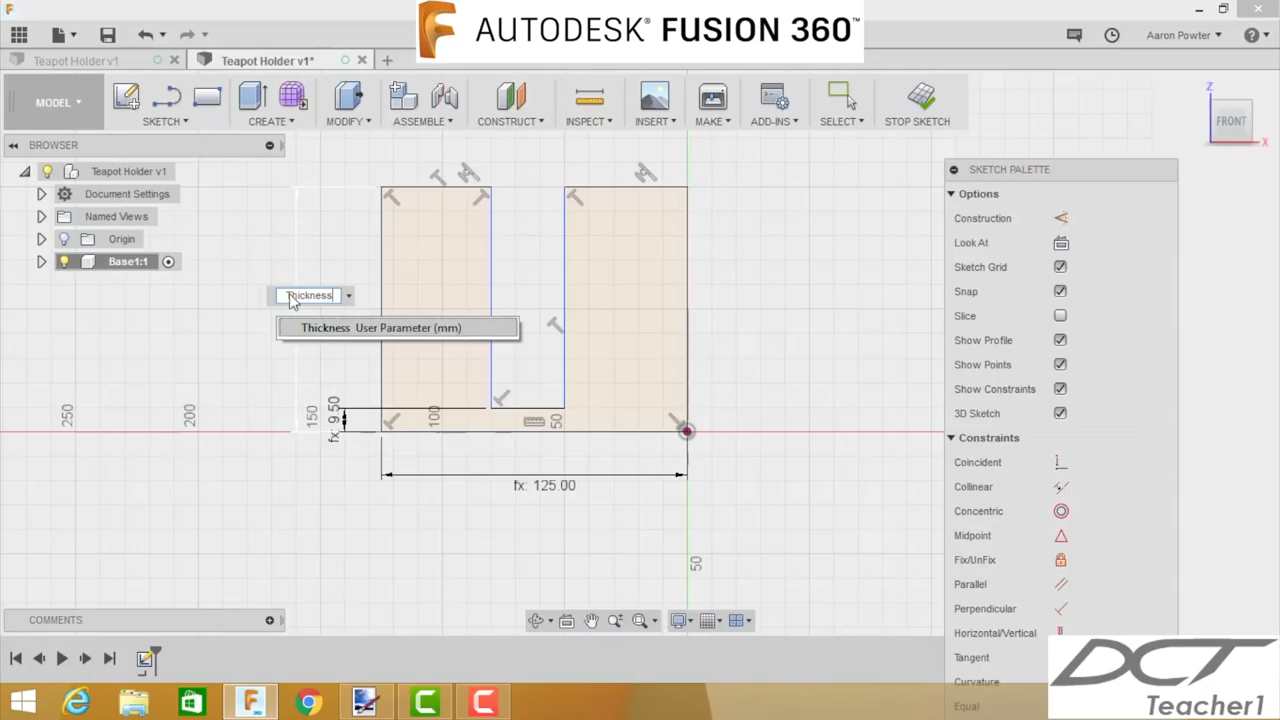 AUTODESK® FUSION 360™
Teapot Holder v1
Teapot Holder v1*
Aaron Powter
MODEL
SKETCH
CREATE
MODIFY
ASSEMBLE
CONSTRUCT
INSPECT
INSERT
MAKE
ADD-INS
SELECT
STOP SKETCH
BROWSER
Teapot Holder v1
Document Settings
Named Views
Origin
Base1:1
Z
FRONT
X
SKETCH PALETTE
Options
Construction
Look At
Sketch Grid
Snap
Slice
Show Profile
Show Points
Show Constraints
3D Sketch
Constraints
Coincident
Collinear
Concentric
Midpoint
Fix/UnFix
Parallel
Perpendicular
Horizontal/Vertical
Tangent
Curvature
Equal
Thickness
Thickness User Parameter (mm)
250
200
150
fx: 9.50
100
50
fx: 125.00
50
COMMENTS
DCT
Teacher1